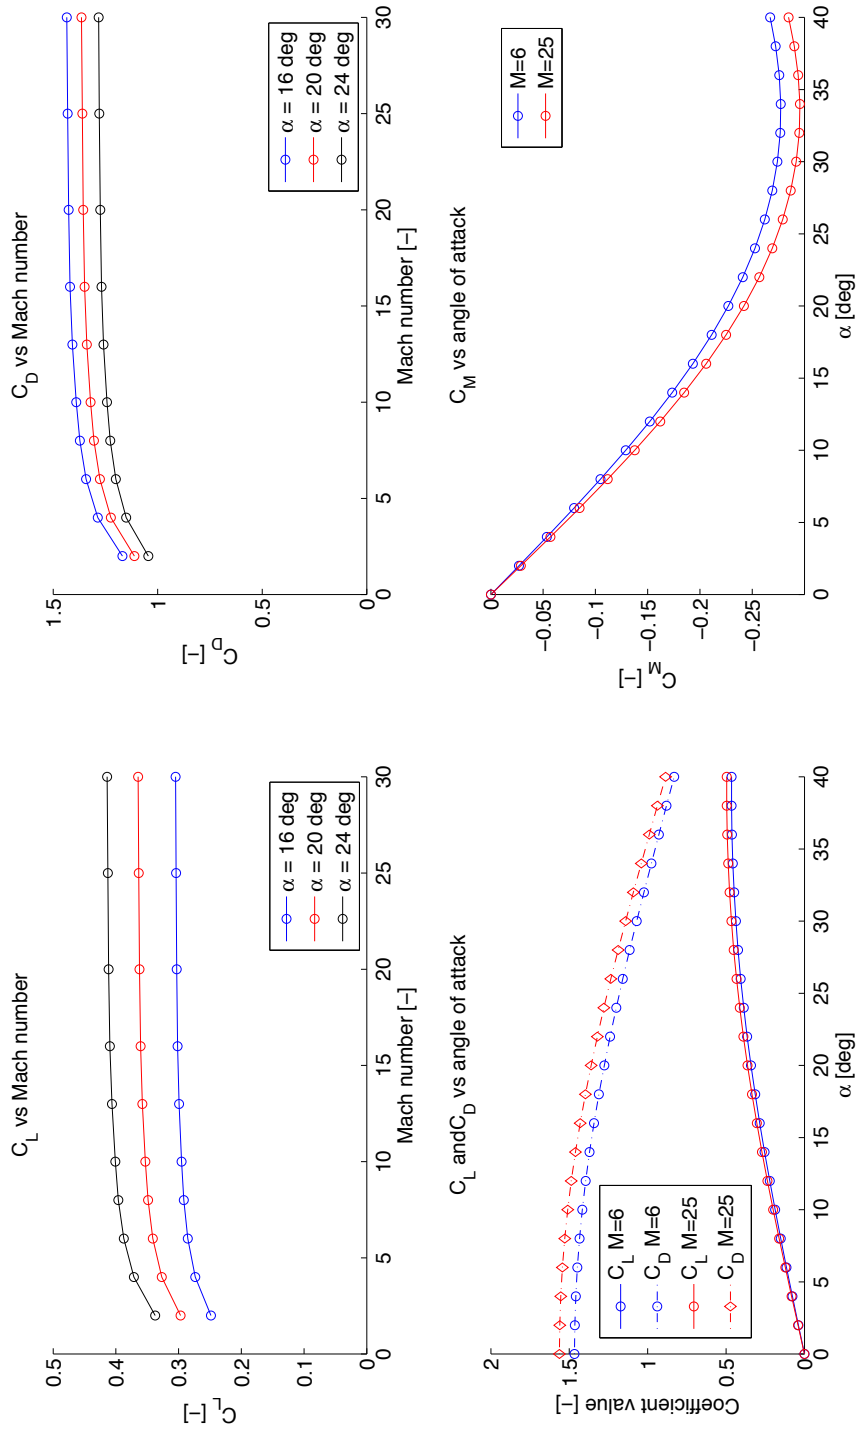 C_L vs Mach number
C_L [−]
0.5
0.4
0.3
0.2
0.1
0
0
5
10
15
20
25
30
Mach number [−]
α = 16 deg
α = 20 deg
α = 24 deg
C_D vs Mach number
C_D [−]
1.5
1
0.5
0
0
5
10
15
20
25
30
Mach number [−]
α = 16 deg
α = 20 deg
α = 24 deg
C_L andC_D vs angle of attack
Coefficient value [−]
2
1.5
1
0.5
0
0
5
10
15
20
25
30
35
40
α [deg]
C_L M=6
C_D M=6
C_L M=25
C_D M=25
C_M vs angle of attack
C_M [−]
0
−0.05
−0.1
−0.15
−0.2
−0.25
0
5
10
15
20
25
30
35
40
α [deg]
M=6
M=25